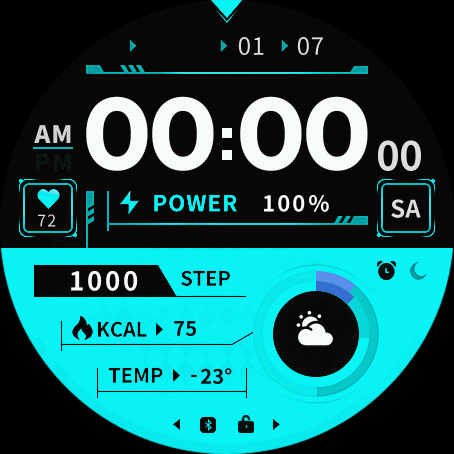 01 07
AM 00:00 00
PM
72
POWER 100%
SA
1000 STEP
KCAL 75
TEMP -23°